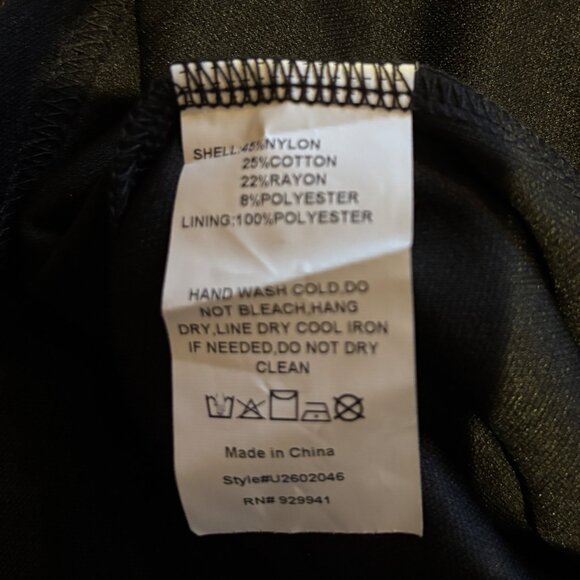 SHELL:45%NYLON
25%COTTON
22%RAYON
8%POLYESTER
LINING:100%POLYESTER
HAND WASH COLD.DO
NOT BLEACH,HANG
DRY,LINE DRY COOL IRON
IF NEEDED,DO NOT DRY
CLEAN
Made in China
Style#U2602046
RN# 929941